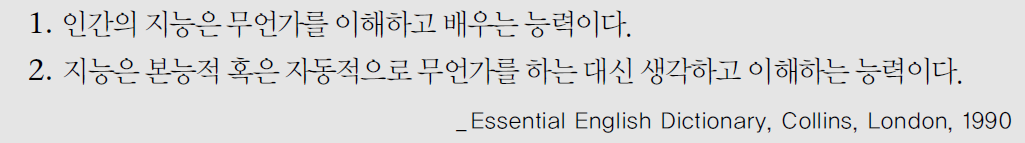 1. 인간의 지능은 무언가를 이해하고 배우는 능력이다.
2. 지능은 본능적 혹은 자동적으로 무언가를 하는 대신 생각하고 이해하는 능력이다.
_Essential English Dictionary, Collins, London, 1990